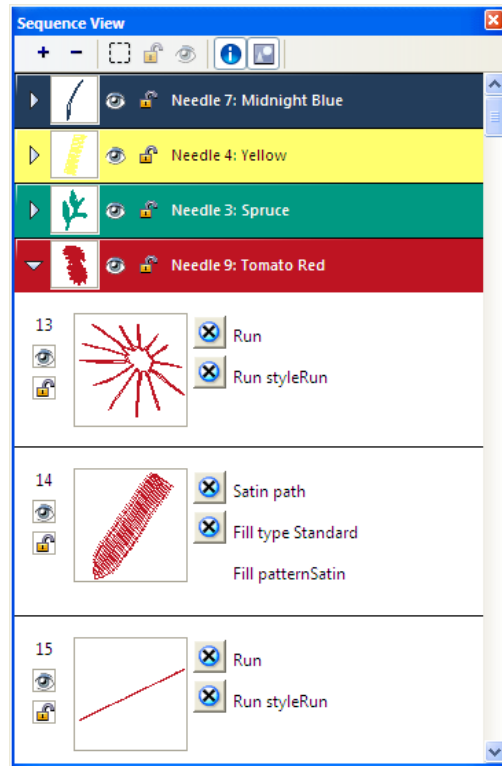 Sequence View
Needle 7: Midnight Blue
Needle 4: Yellow
Needle 3: Spruce
Needle 9: Tomato Red
13
Run
Run styleRun
14
Satin path
Fill type Standard
Fill patternSatin
15
Run
Run styleRun